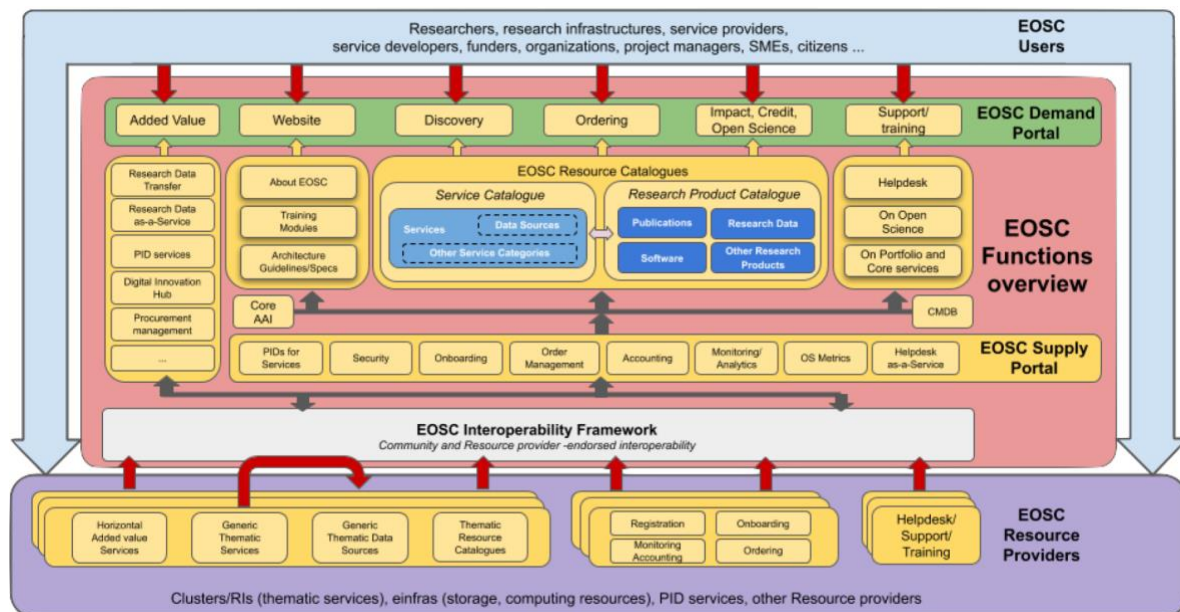 Researchers, research infrastructures, service providers,
service developers, funders, organizations, project managers, SMEs, citizens ...
EOSC
Users
Added Value
Website
Discovery
Ordering
Impact, Credit,
Open Science
Support/
training
EOSC Demand
Portal
Research Data
Transfer
Research Data
as-a-Service
PID services
Digital Innovation
Hub
Procurement
management
...
About EOSC
Training
Modules
Architecture
Guidelines/Specs
EOSC Resource Catalogues
Service Catalogue
Services
Data Sources
Other Service Categories
Research Product Catalogue
Publications
Research Data
Software
Other Research
Products
Helpdesk
On Open
Science
On Portfolio and
Core services
EOSC
Functions
overview
Core
AAI
CMDB
PIDs for
Services
Security
Onboarding
Order
Management
Accounting
Monitoring/
Analytics
OS Metrics
Helpdesk
as-a-Service
EOSC Supply
Portal
EOSC Interoperability Framework
Community and Resource provider -endorsed interoperability
Horizontal
Added value
Services
Generic
Thematic
Services
Generic
Thematic Data
Sources
Thematic
Resource
Catalogues
Registration
Onboarding
Monitoring
Accounting
Ordering
Helpdesk/
Support/
Training
EOSC
Resource
Providers
Clusters/RIs (thematic services), einfras (storage, computing resources), PID services, other Resource providers